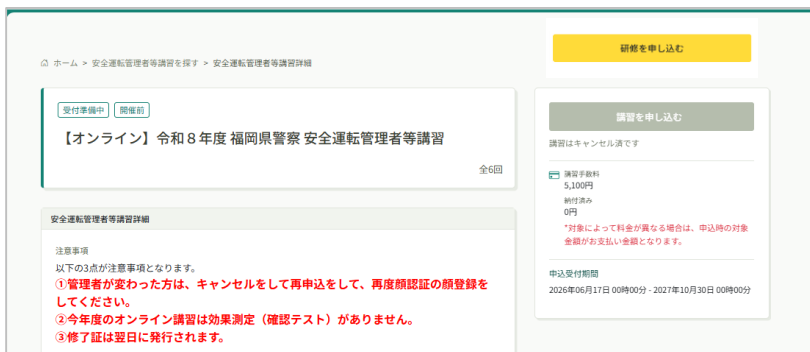 研修を申し込む
ホーム > 安全運転管理者等講習を探す > 安全運転管理者等講習詳細
受付準備中 開催前
【オンライン】令和８年度 福岡県警察 安全運転管理者等講習
全6回
講習を申し込む
講習はキャンセル済です
講習手数料
5,100円
納付済み
0円
*対象によって料金が異なる場合は、申込時の対象
金額がお支払い金額となります。
申込受付期間
2026年06月17日 00時00分 - 2027年10月30日 00時00分
安全運転管理者等講習詳細
注意事項
以下の3点が注意事項となります。
①管理者が変わった方は、キャンセルをして再申込をして、再度顔認証の顔登録を
してください。
②今年度のオンライン講習は効果測定（確認テスト）がありません。
③修了証は翌日に発行されます。